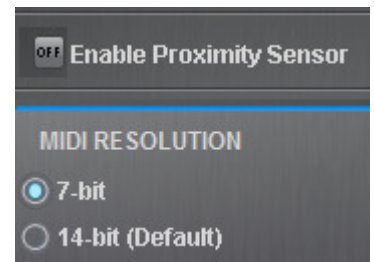 OFF Enable Proximity Sensor
MIDI RESOLUTION
7-bit
14-bit (Default)